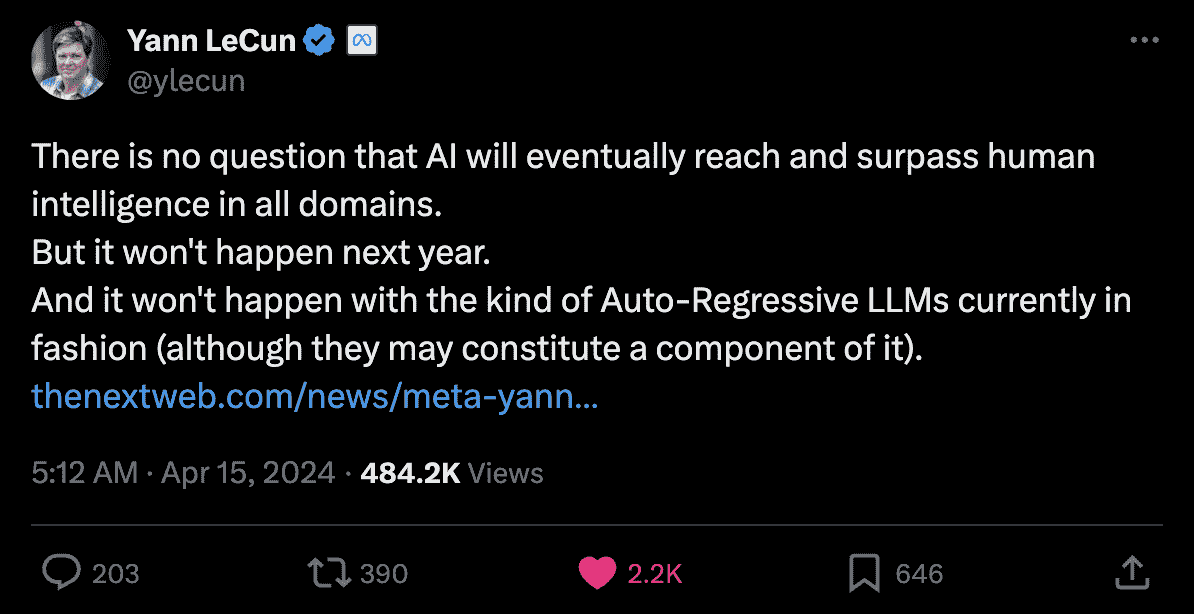 Yann LeCun
@ylecun
There is no question that AI will eventually reach and surpass human
intelligence in all domains.
But it won't happen next year.
And it won't happen with the kind of Auto-Regressive LLMs currently in
fashion (although they may constitute a component of it).
thenextweb.com/news/meta-yann...
5:12 AM · Apr 15, 2024 · 484.2K Views
203 390 2.2K 646